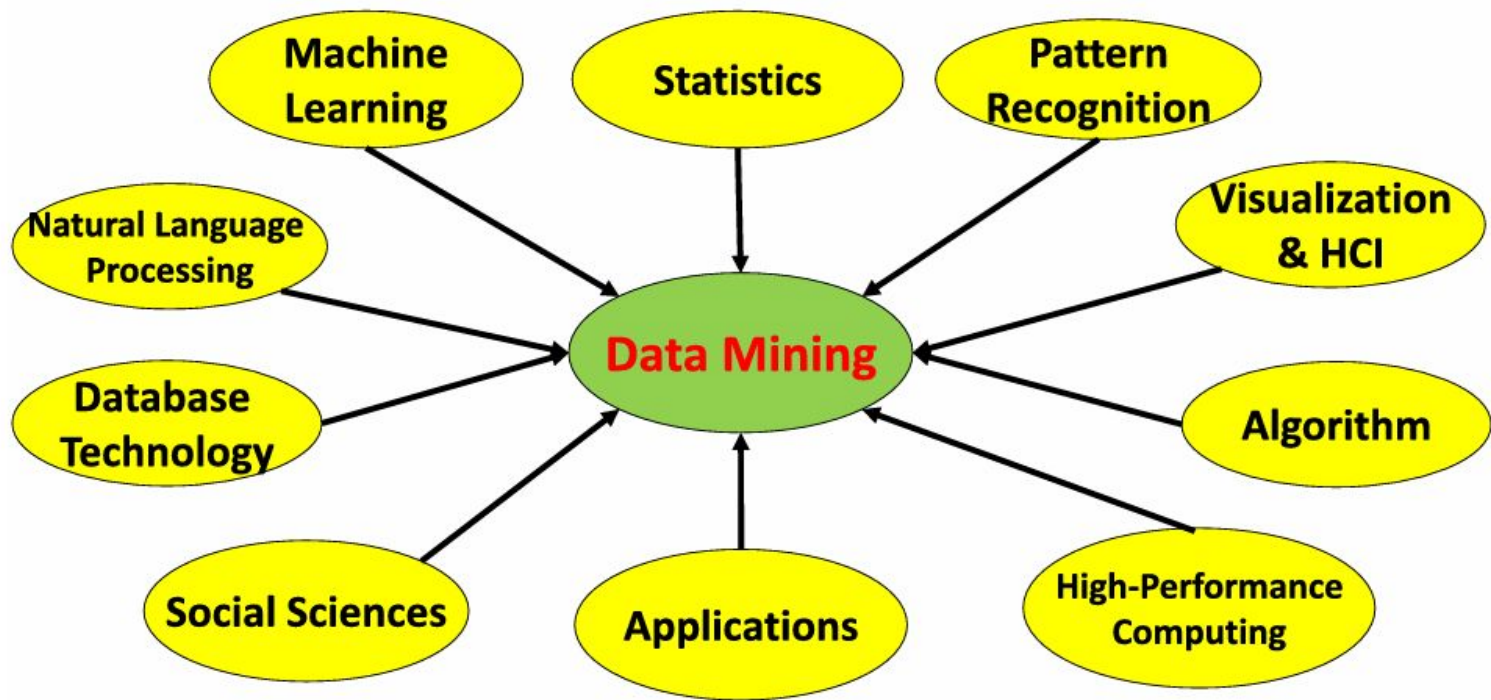 Machine
Learning
Statistics
Pattern
Recognition
Natural Language
Processing
Visualization
& HCI
Data Mining
Database
Technology
Algorithm
Social Sciences
Applications
High-Performance
Computing